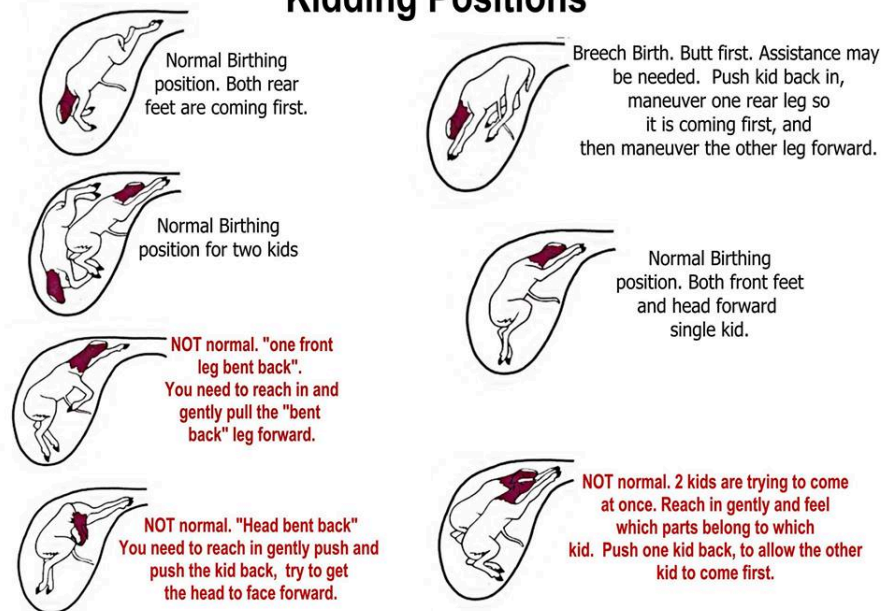 Kidding Positions
Normal Birthing
position. Both rear
feet are coming first.
Breech Birth. Butt first. Assistance may
be needed. Push kid back in,
maneuver one rear leg so
it is coming first, and
then maneuver the other leg forward.
Normal Birthing
position for two kids
Normal Birthing
position. Both front feet
and head forward
single kid.
NOT normal. "one front
leg bent back".
You need to reach in and
gently pull the "bent
back" leg forward.
NOT normal. 2 kids are trying to come
at once. Reach in gently and feel
which parts belong to which
kid. Push one kid back, to allow the other
kid to come first.
NOT normal. "Head bent back"
You need to reach in gently push and
push the kid back, try to get
the head to face forward.